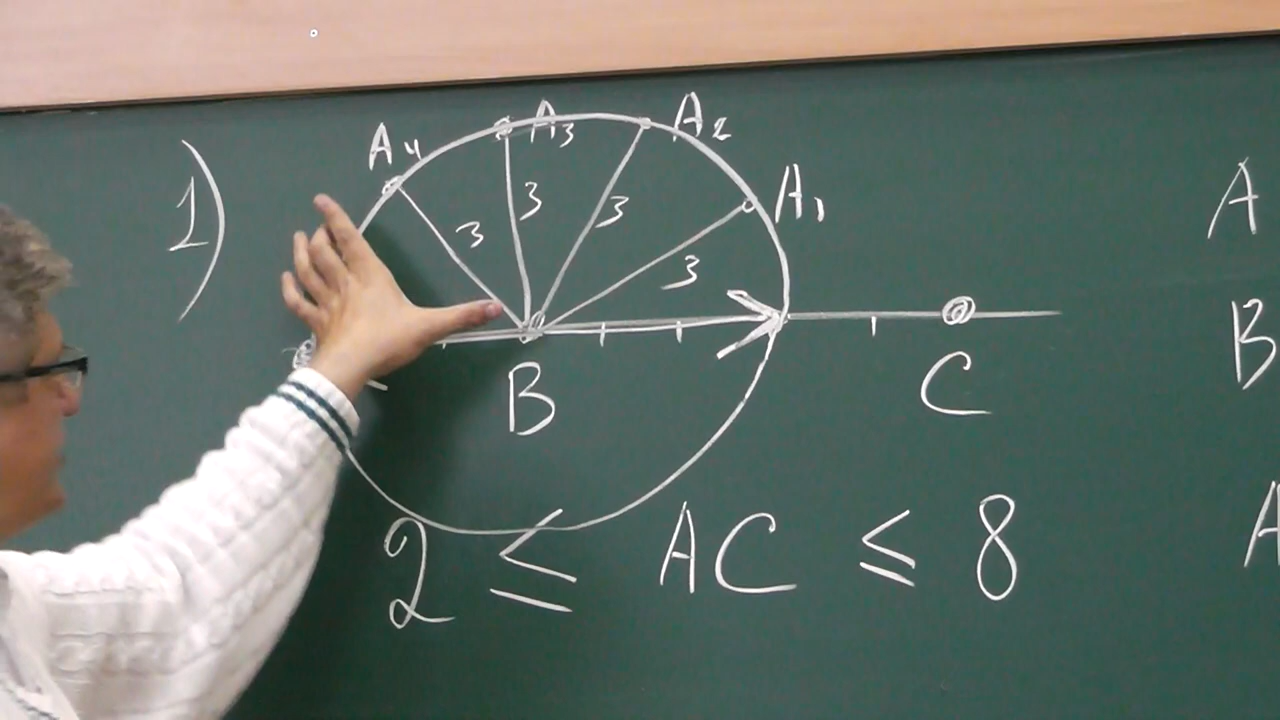 1)
A₄ A₃ A₂ A₁
3 3 3 3
B C
2 ≤ AC ≤ 8
A
B
A